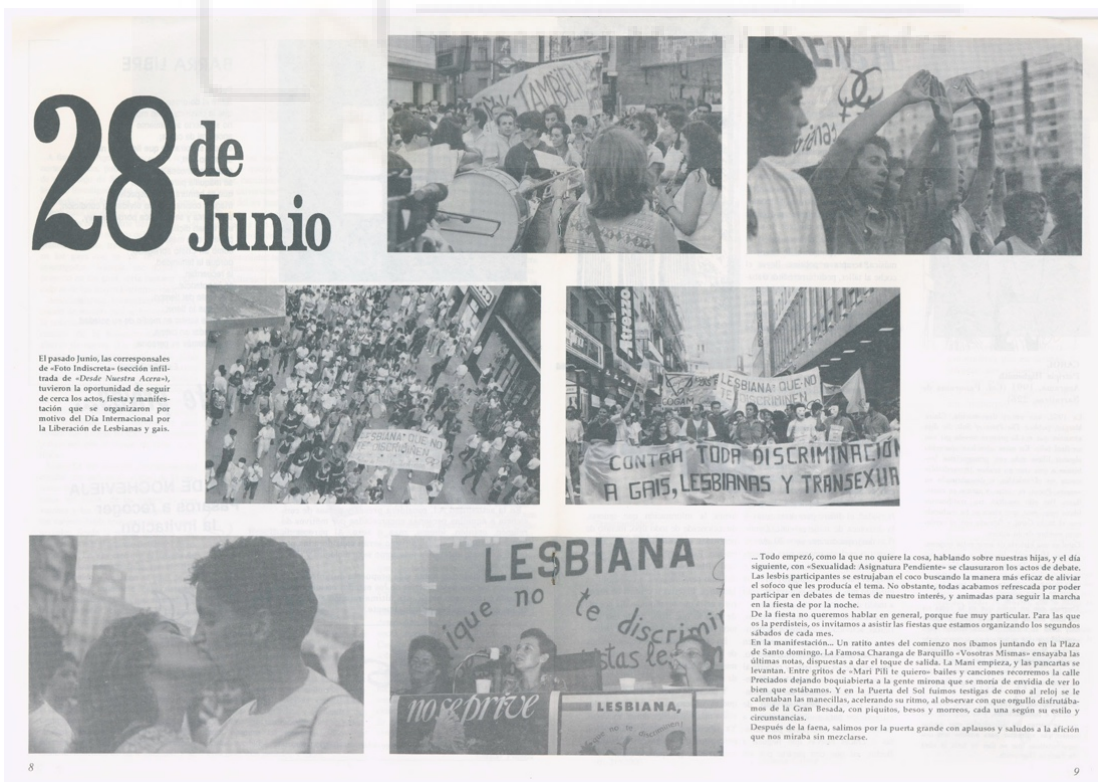 28 de
Junio
TAMBIEN
El pasado Junio, las corresponsales
de «Foto Indiscreta» (sección infil-
trada de «Desde Nuestra Acera»),
tuvieron la oportunidad de seguir
de cerca los actos, fiesta y manifes-
tación que se organizaron por
motivo del Día Internacional por
la Liberación de Lesbianas y gais.
LESBIANA: QUE NO
Atrezzo
COGAM
LESBIANA: QUE NO
TE DISCRIMINEN
CONTRA TODA DISCRIMINACIÓN
A GAIS, LESBIANAS Y TRANSEXUA
LESBIANA
¡que no te discrimin
nose prive
LESBIANA,
... Todo empezó, como la que no quiere la cosa, hablando sobre nuestras hijas, y el día
siguiente, con «Sexualidad: Asignatura Pendiente» se clausuraron los actos de debate.
Las lesbis participantes se estrujaban el coco buscando la manera más eficaz de aliviar
el sofoco que les producía el tema. No obstante, todas acabamos refrescada por poder
participar en debates de temas de nuestro interés, y animadas para seguir la marcha
en la fiesta de por la noche.
De la fiesta no queremos hablar en general, porque fue muy particular. Para las que
os la perdisteis, os invitamos a asistir las fiestas que estamos organizando los segundos
sábados de cada mes.
En la manifestación... Un ratito antes del comienzo nos íbamos juntando en la Plaza
de Santo domingo. La Famosa Charanga de Barquillo «Vosotras Mismas» ensayaba las
últimas notas, dispuestas a dar el toque de salida. La Mani empieza, y las pancartas se
levantan. Entre gritos de «Mari Pili te quiero» bailes y canciones recorremos la calle
Preciados dejando boquiabierta a la gente mirona que se moría de envidia de ver lo
bien que estábamos. Y en la Puerta del Sol fuimos testigas de como al reloj se le
calentaban las manecillas, acelerando su ritmo, al observar con que orgullo disfrutába-
mos de la Gran Besada, con piquitos, besos y morreos, cada una según su estilo y
circunstancias.
Después de la faena, salimos por la puerta grande con aplausos y saludos a la afición
que nos miraba sin mezclarse.
8
9